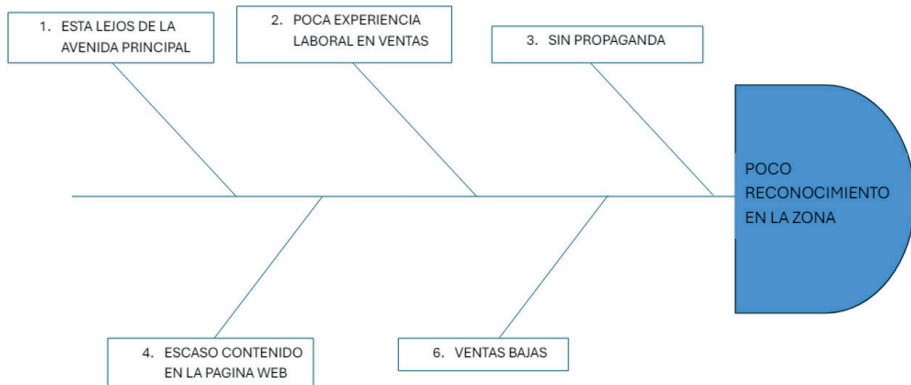 1. ESTA LEJOS DE LA
AVENIDA PRINCIPAL
2. POCA EXPERIENCIA
LABORAL EN VENTAS
3. SIN PROPAGANDA
POCO
RECONOCIMIENTO
EN LA ZONA
4. ESCASO CONTENIDO
EN LA PAGINA WEB
6. VENTAS BAJAS